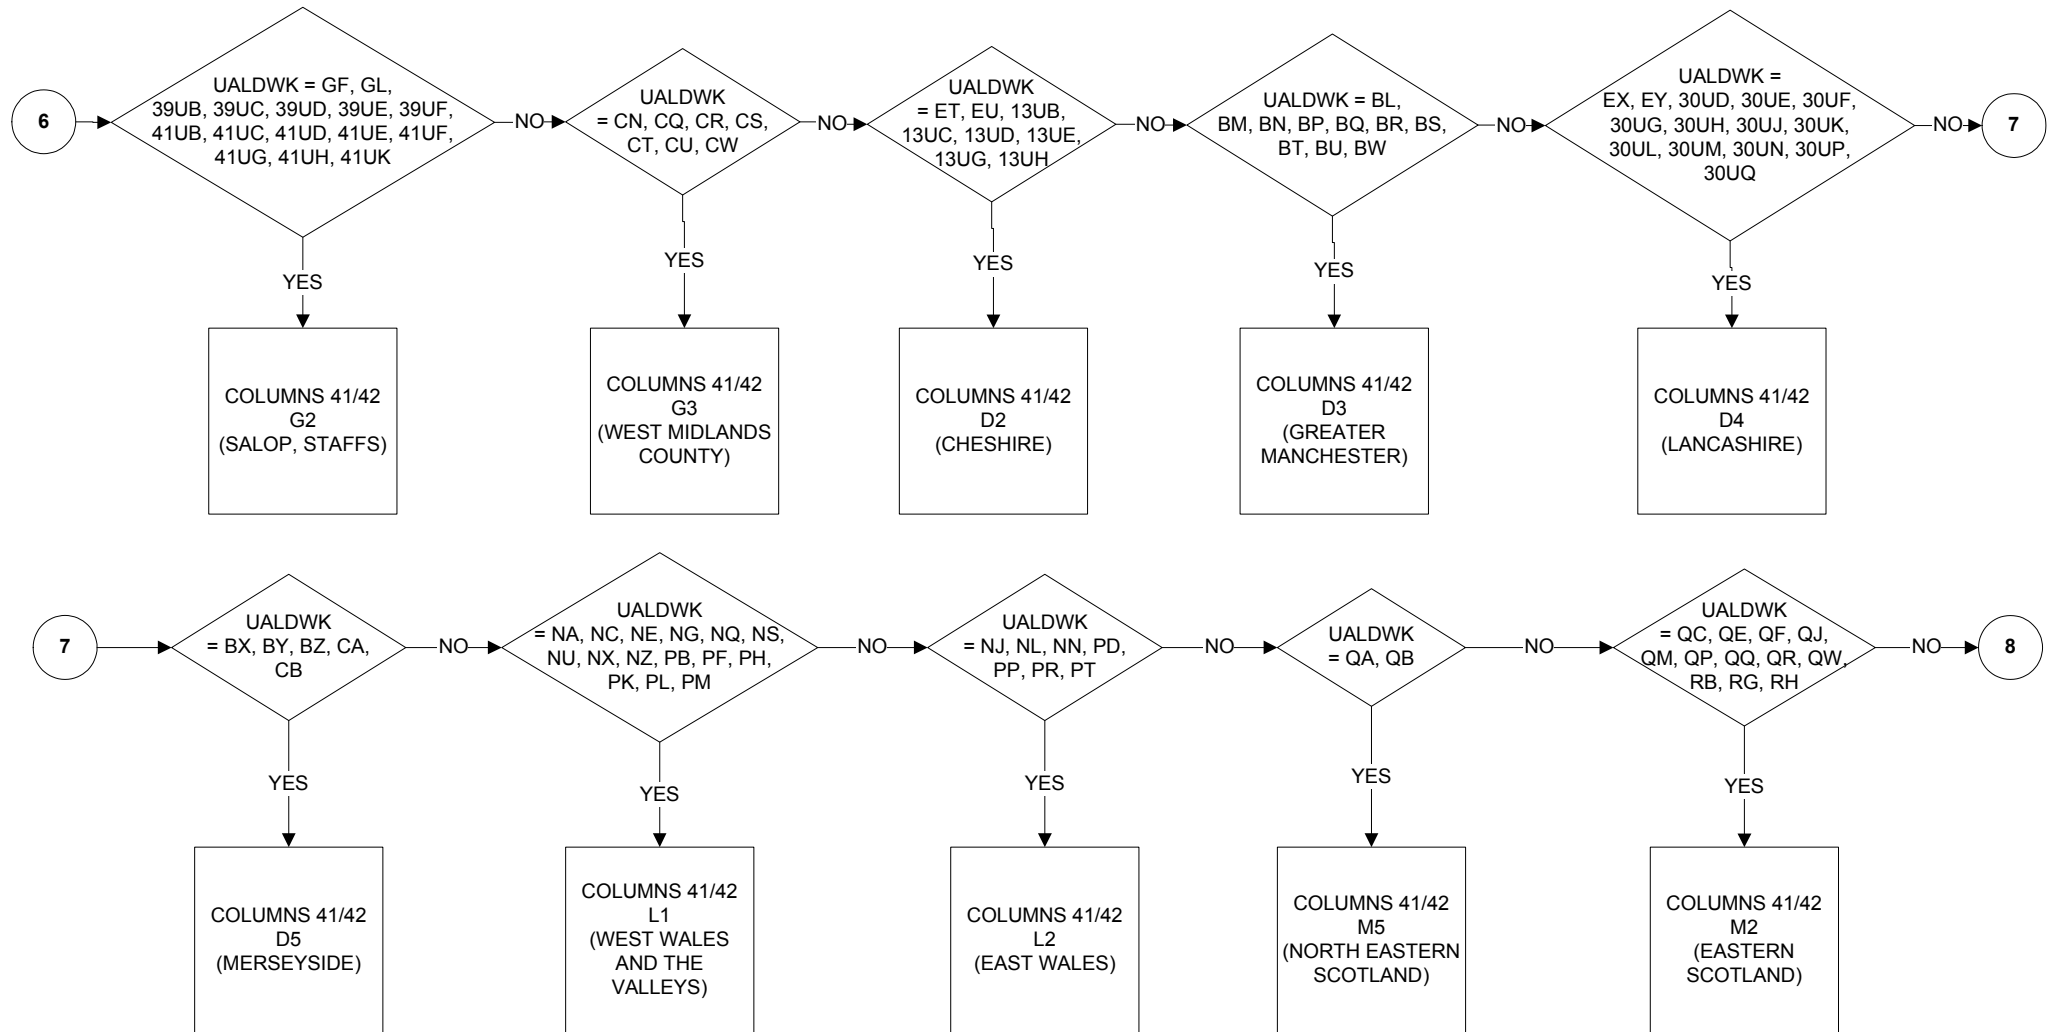 6
UALDWK = GF, GL,
39UB, 39UC, 39UD, 39UE, 39UF,
41UB, 41UC, 41UD, 41UE, 41UF,
41UG, 41UH, 41UK
NO
UALDWK
= CN, CQ, CR, CS,
CT, CU, CW
NO
UALDWK
= ET, EU, 13UB,
13UC, 13UD, 13UE,
13UG, 13UH
NO
UALDWK = BL,
BM, BN, BP, BQ, BR, BS,
BT, BU, BW
NO
UALDWK =
EX, EY, 30UD, 30UE, 30UF,
30UG, 30UH, 30UJ, 30UK,
30UL, 30UM, 30UN, 30UP,
30UQ
NO
7
YES
YES
YES
YES
YES
COLUMNS 41/42
G2
(SALOP, STAFFS)
COLUMNS 41/42
G3
(WEST MIDLANDS
COUNTY)
COLUMNS 41/42
D2
(CHESHIRE)
COLUMNS 41/42
D3
(GREATER
MANCHESTER)
COLUMNS 41/42
D4
(LANCASHIRE)
7
UALDWK
= BX, BY, BZ, CA,
CB
NO
UALDWK
= NA, NC, NE, NG, NQ, NS,
NU, NX, NZ, PB, PF, PH,
PK, PL, PM
NO
UALDWK
= NJ, NL, NN, PD,
PP, PR, PT
NO
UALDWK
= QA, QB
NO
UALDWK
= QC, QE, QF, QJ,
QM, QP, QQ, QR, QW,
RB, RG, RH
NO
8
YES
YES
YES
YES
YES
COLUMNS 41/42
D5
(MERSEYSIDE)
COLUMNS 41/42
L1
(WEST WALES
AND THE
VALLEYS)
COLUMNS 41/42
L2
(EAST WALES)
COLUMNS 41/42
M5
(NORTH EASTERN
SCOTLAND)
COLUMNS 41/42
M2
(EASTERN
SCOTLAND)